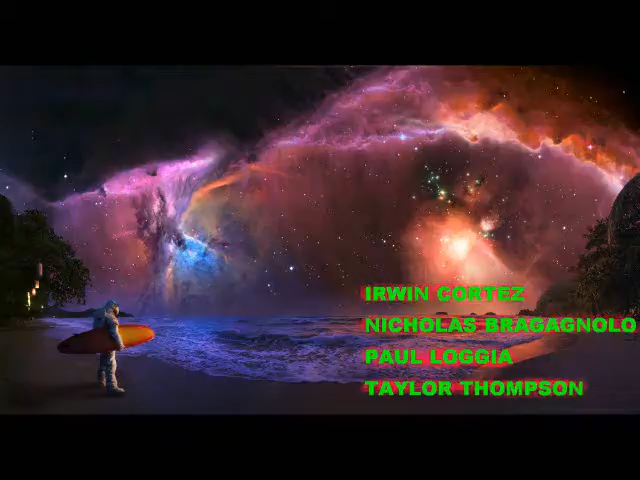 IRWIN CORTEZ
NICHOLAS BRAGAGNOLO
PAUL LOGGIA
TAYLOR THOMPSON